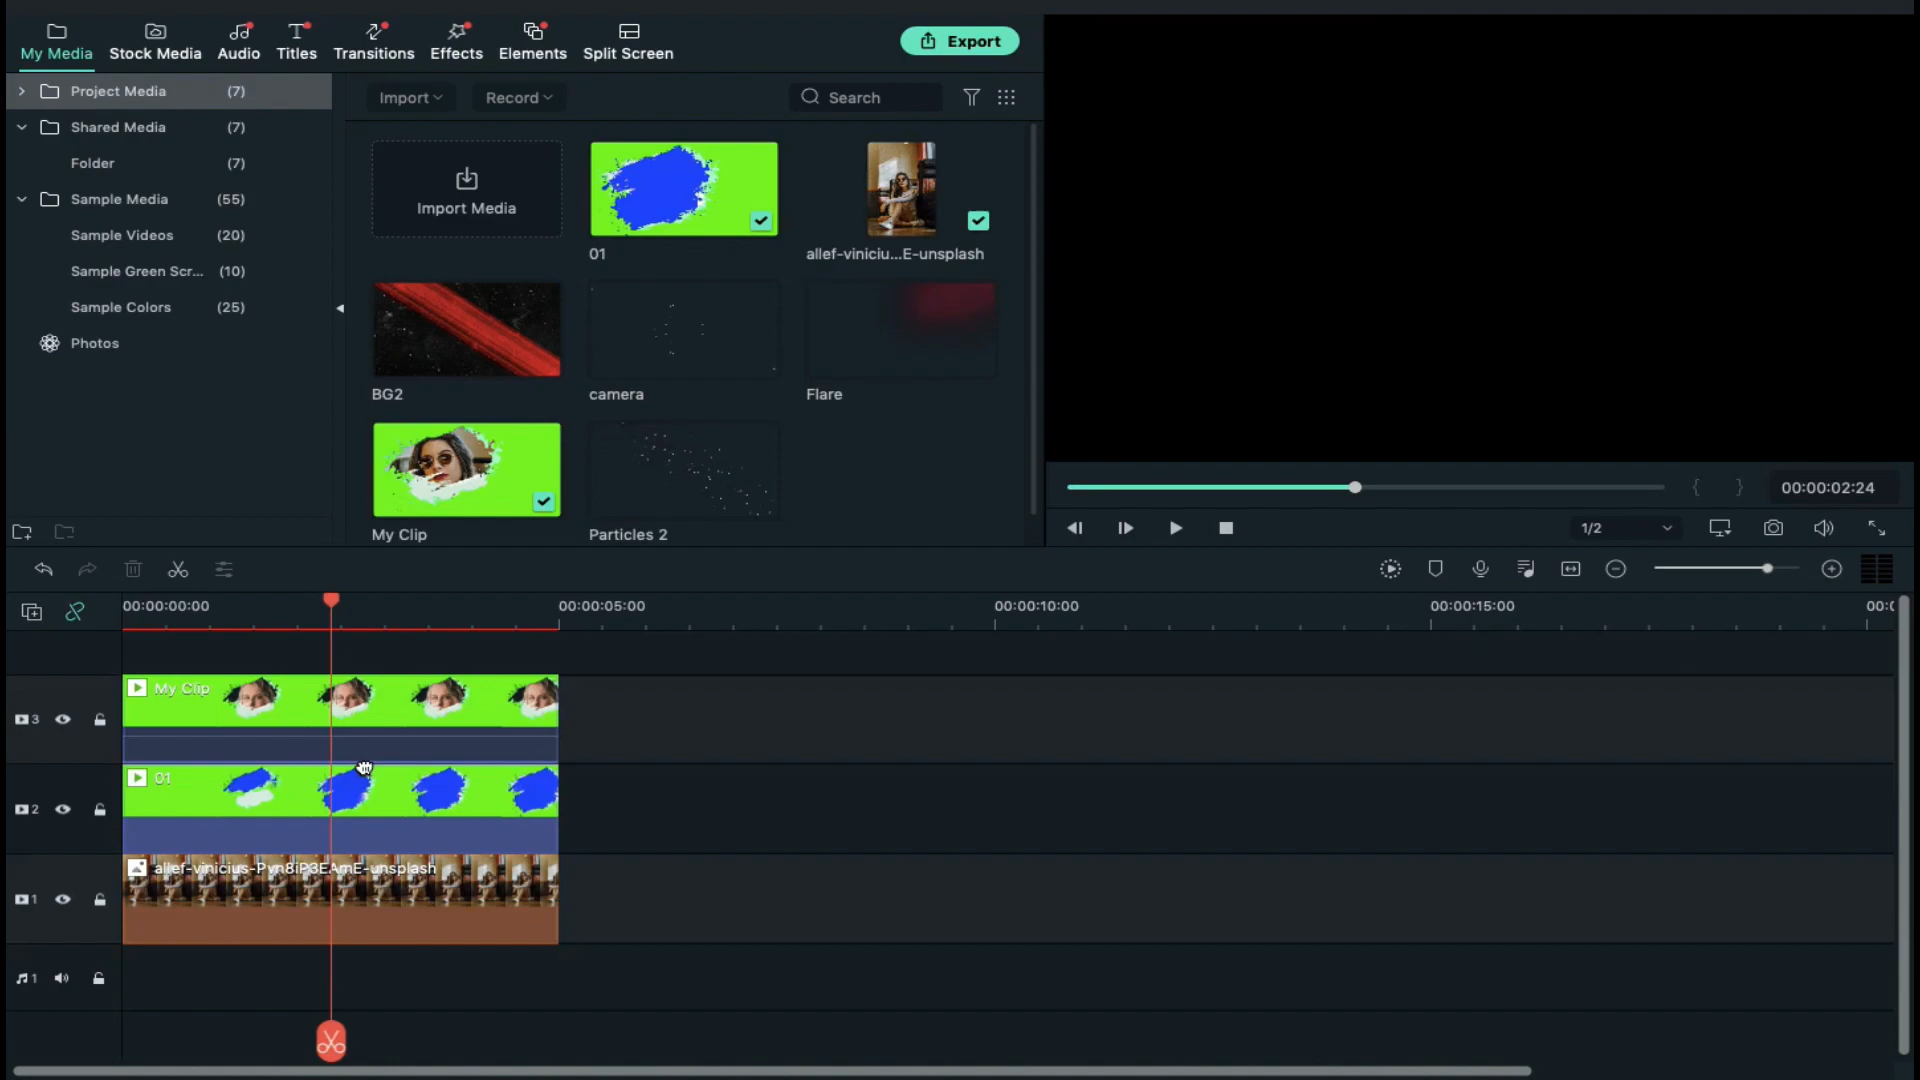 My Media
Stock Media
Audio
Titles
Transitions
Effects
Elements
Split Screen
Export
Project Media (7)
Shared Media (7)
Folder (7)
Sample Media (55)
Sample Videos (20)
Sample Green Scr... (10)
Sample Colors (25)
Photos
Import
Record
Search
Import Media
01
allef-viniciu...E-unsplash
BG2
camera
Flare
My Clip
Particles 2
{ }
00:00:02:24
1/2
00:00:00:00
00:00:05:00
00:00:10:00
00:00:15:00
00:0
3
My Clip
2
01
1
allef-vinicius-Pvn8iP3EAmE-unsplash
1